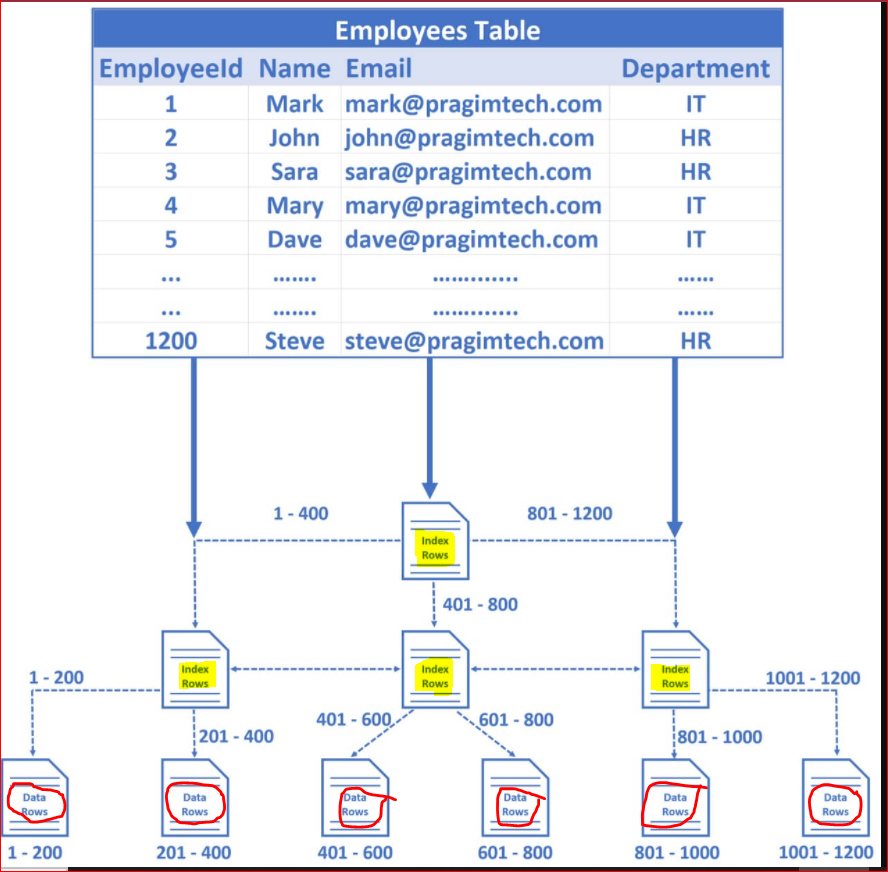 Employees Table
EmployeeId Name Email Department
1 Mark mark@pragimtech.com IT
2 John john@pragimtech.com HR
3 Sara sara@pragimtech.com HR
4 Mary mary@pragimtech.com IT
5 Dave dave@pragimtech.com IT
... ....... ............. ......
... ....... ............. ......
1200 Steve steve@pragimtech.com HR
1 - 400 801 - 1200
Index
Rows
401 - 800
Index Index Index
Rows Rows Rows
1 - 200 1001 - 1200
401 - 600 601 - 800
201 - 400 801 - 1000
Data Data Data Data Data Data
Rows Rows Rows Rows Rows Rows
1 - 200 201 - 400 401 - 600 601 - 800 801 - 1000 1001 - 1200